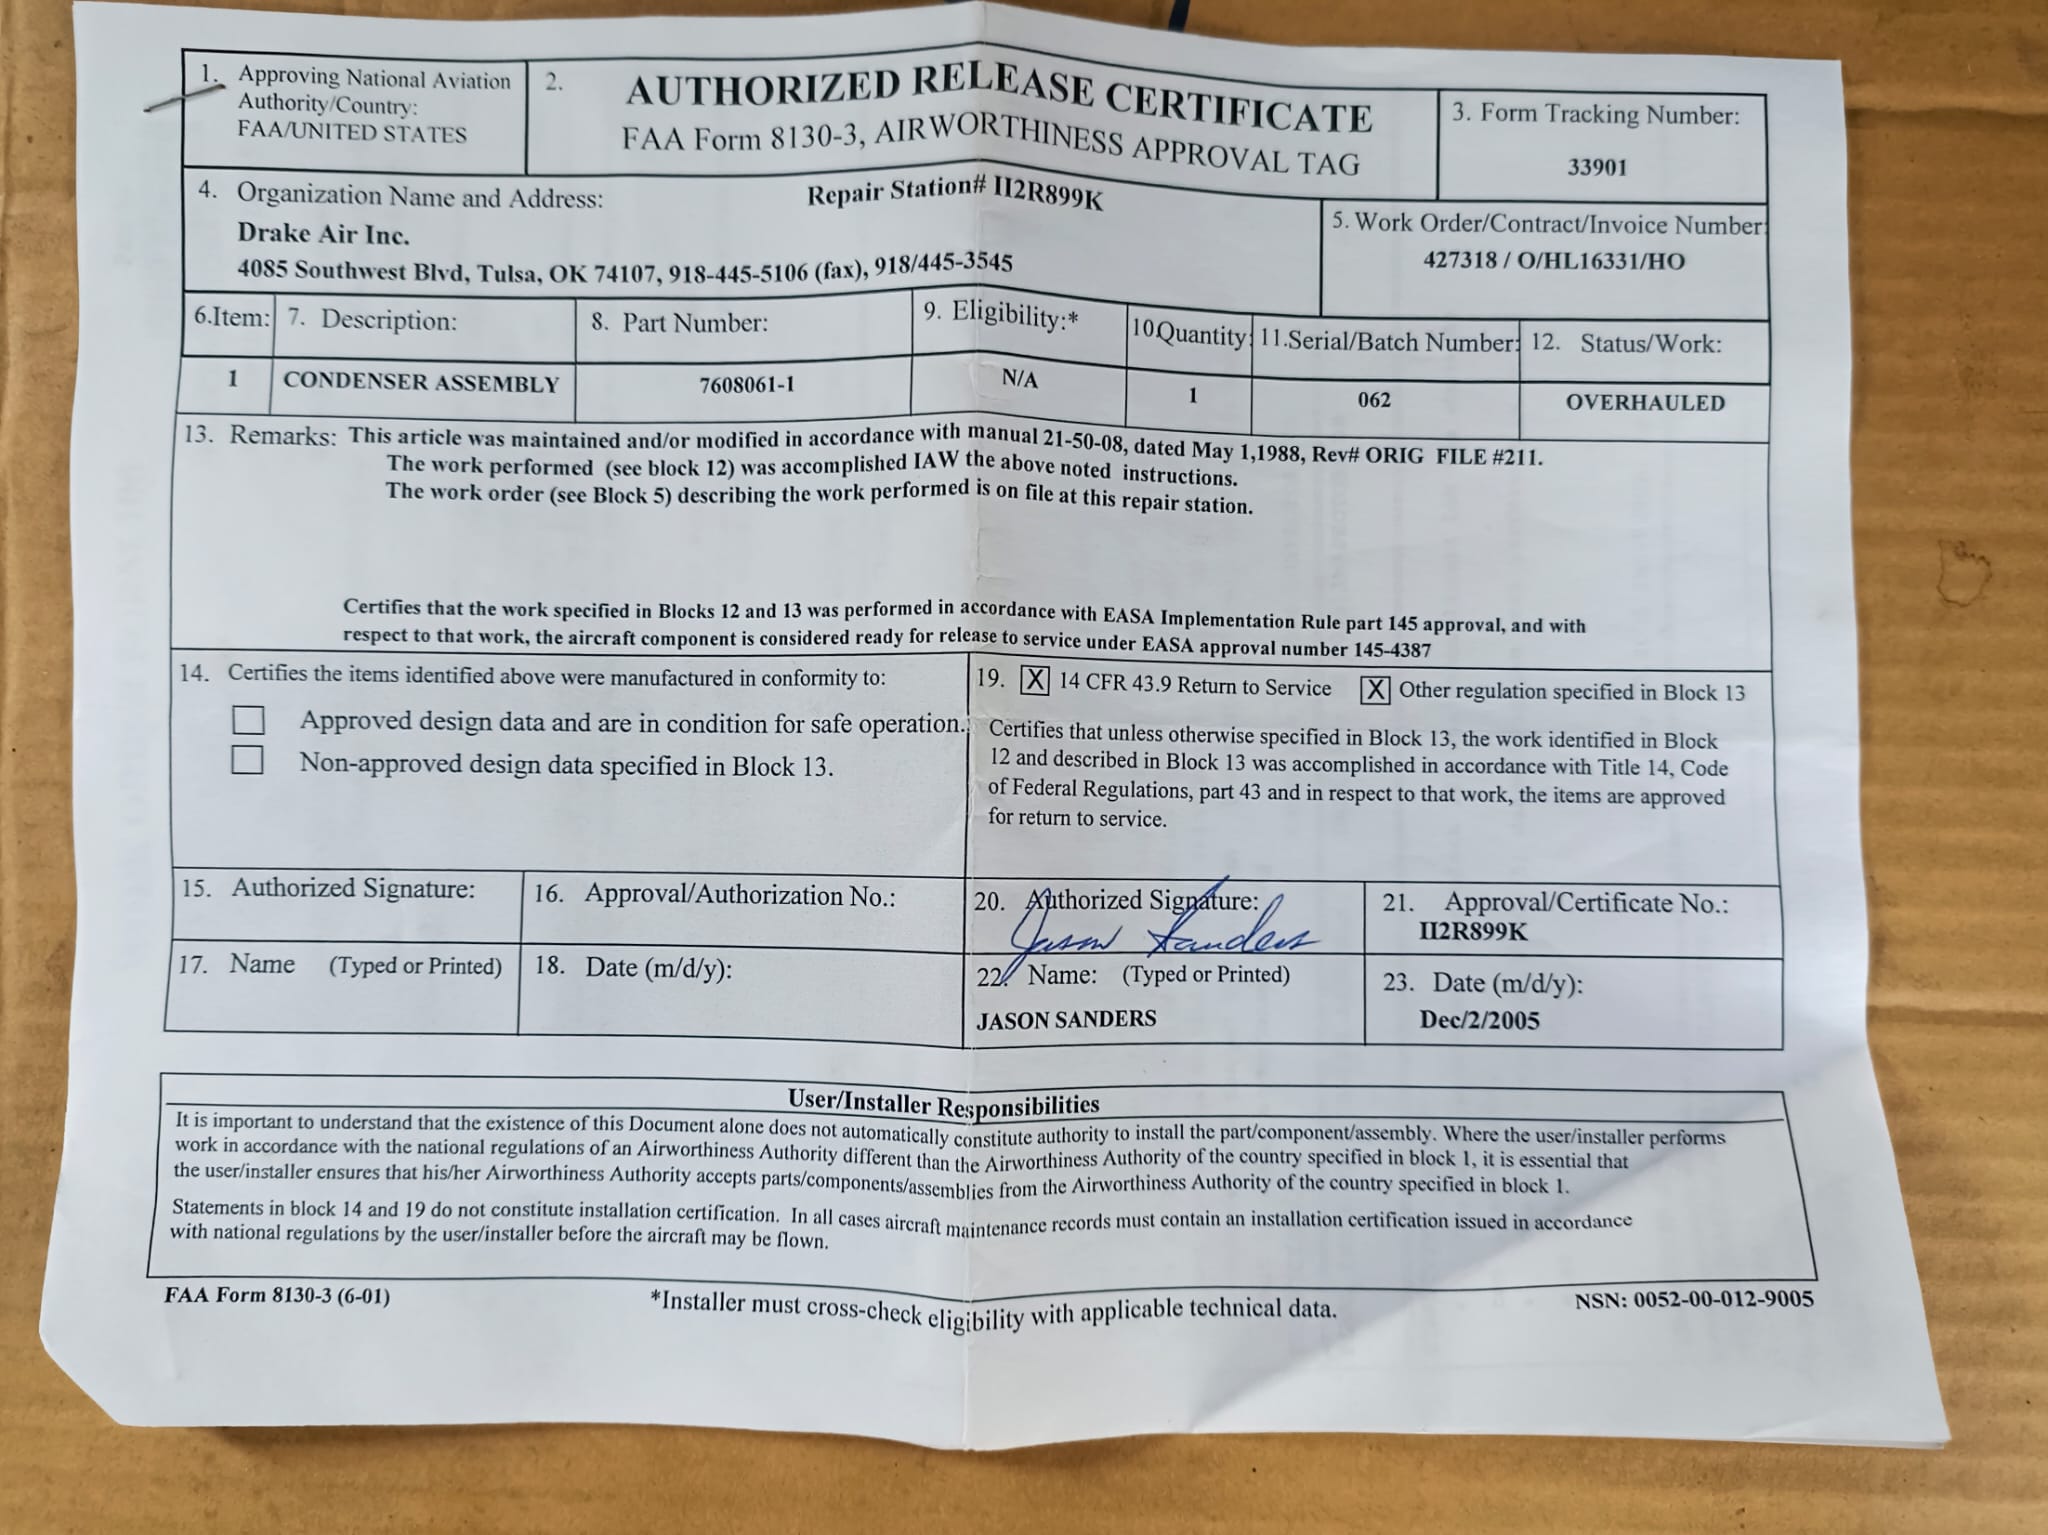 1. Approving National Aviation
Authority/Country:
FAA/UNITED STATES
2.
AUTHORIZED RELEASE CERTIFICATE
FAA Form 8130-3, AIRWORTHINESS APPROVAL TAG
3. Form Tracking Number:
33901
4. Organization Name and Address:
Repair Station# II2R899K
Drake Air Inc.
4085 Southwest Blvd, Tulsa, OK 74107, 918-445-5106 (fax), 918/445-3545
5. Work Order/Contract/Invoice Number:
427318 / O/HL16331/HO
6.Item: 7. Description: 8. Part Number: 9. Eligibility:* 10Quantity: 11.Serial/Batch Number: 12. Status/Work:
1 CONDENSER ASSEMBLY 7608061-1 N/A 1 062 OVERHAULED
13. Remarks: This article was maintained and/or modified in accordance with manual 21-50-08, dated May 1,1988, Rev# ORIG FILE #211.
The work performed (see block 12) was accomplished IAW the above noted instructions.
The work order (see Block 5) describing the work performed is on file at this repair station.
Certifies that the work specified in Blocks 12 and 13 was performed in accordance with EASA Implementation Rule part 145 approval, and with
respect to that work, the aircraft component is considered ready for release to service under EASA approval number 145-4387
14. Certifies the items identified above were manufactured in conformity to:
Approved design data and are in condition for safe operation.
Non-approved design data specified in Block 13.
19. X 14 CFR 43.9 Return to Service X Other regulation specified in Block 13
Certifies that unless otherwise specified in Block 13, the work identified in Block
12 and described in Block 13 was accomplished in accordance with Title 14, Code
of Federal Regulations, part 43 and in respect to that work, the items are approved
for return to service.
15. Authorized Signature:
16. Approval/Authorization No.:
20. Authorized Signature:
Jason Sanders
21. Approval/Certificate No.:
II2R899K
17. Name (Typed or Printed)
18. Date (m/d/y):
22. Name: (Typed or Printed)
JASON SANDERS
23. Date (m/d/y):
Dec/2/2005
User/Installer Responsibilities
It is important to understand that the existence of this Document alone does not automatically constitute authority to install the part/component/assembly. Where the user/installer performs
work in accordance with the national regulations of an Airworthiness Authority different than the Airworthiness Authority of the country specified in block 1, it is essential that
the user/installer ensures that his/her Airworthiness Authority accepts parts/components/assemblies from the Airworthiness Authority of the country specified in block 1.
Statements in block 14 and 19 do not constitute installation certification. In all cases aircraft maintenance records must contain an installation certification issued in accordance
with national regulations by the user/installer before the aircraft may be flown.
FAA Form 8130-3 (6-01)
*Installer must cross-check eligibility with applicable technical data.
NSN: 0052-00-012-9005